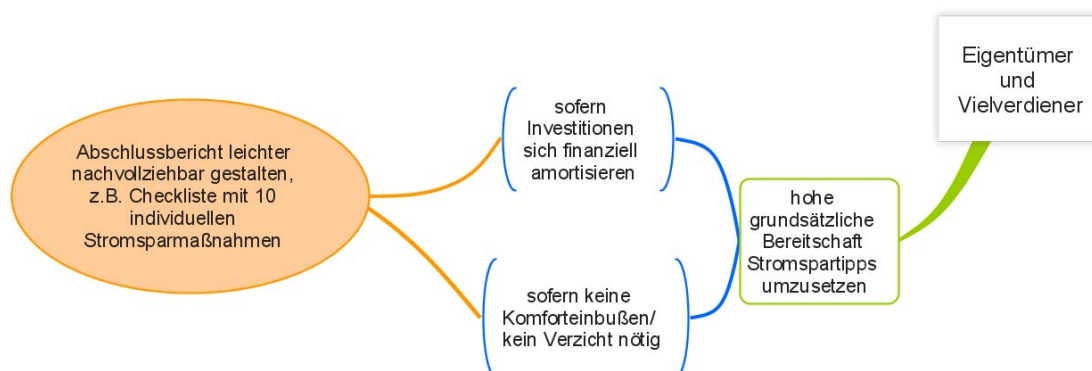 Abschlussbericht leichter
nachvollziehbar gestalten,
z.B. Checkliste mit 10
individuellen
Stromsparmaßnahmen
sofern
Investitionen
sich finanziell
amortisieren
sofern keine
Komforteinbußen/
kein Verzicht nötig
hohe
grundsätzliche
Bereitschaft
Stromspartipps
umzusetzen
Eigentümer
und
Vielverdiener